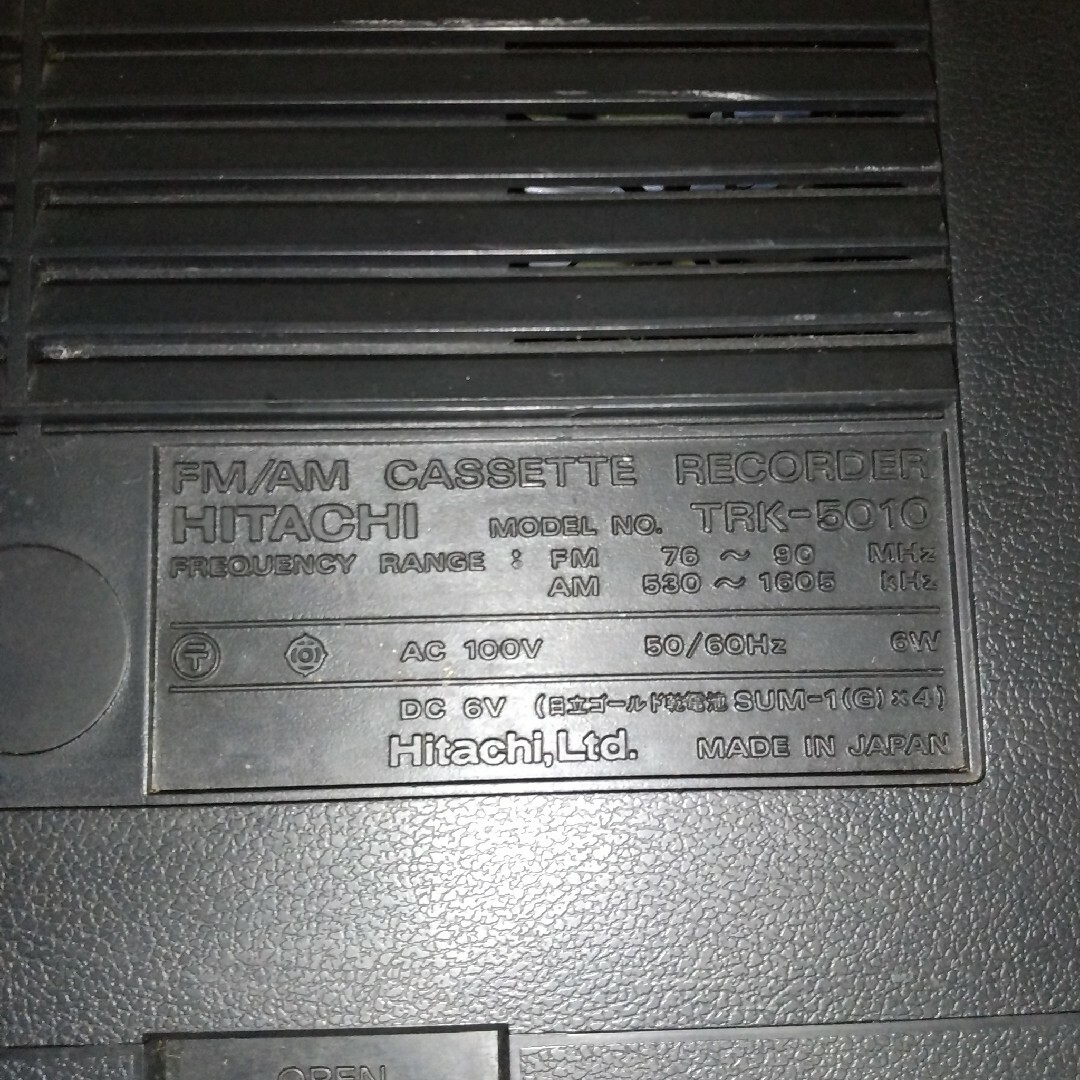 FM/AM CASSETTE RECORDER
HITACHI MODEL NO. TRK-5010
FREQUENCY RANGE : FM 76 ~ 90 MHz
AM 530 ~ 1605 kHz
〒 AC 100V 50/60Hz 6W
DC 6V (日立ゴールド乾電池 SUM-1(G)×4)
Hitachi,Ltd. MADE IN JAPAN
OPEN